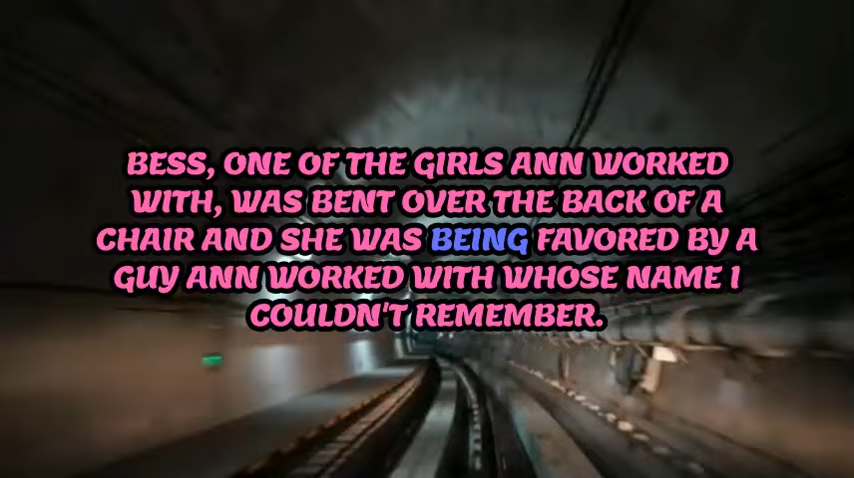 BESS, ONE OF THE GIRLS ANN WORKED
WITH, WAS BENT OVER THE BACK OF A
CHAIR AND SHE WAS BEING FAVORED BY A
GUY ANN WORKED WITH WHOSE NAME I
COULDN'T REMEMBER.